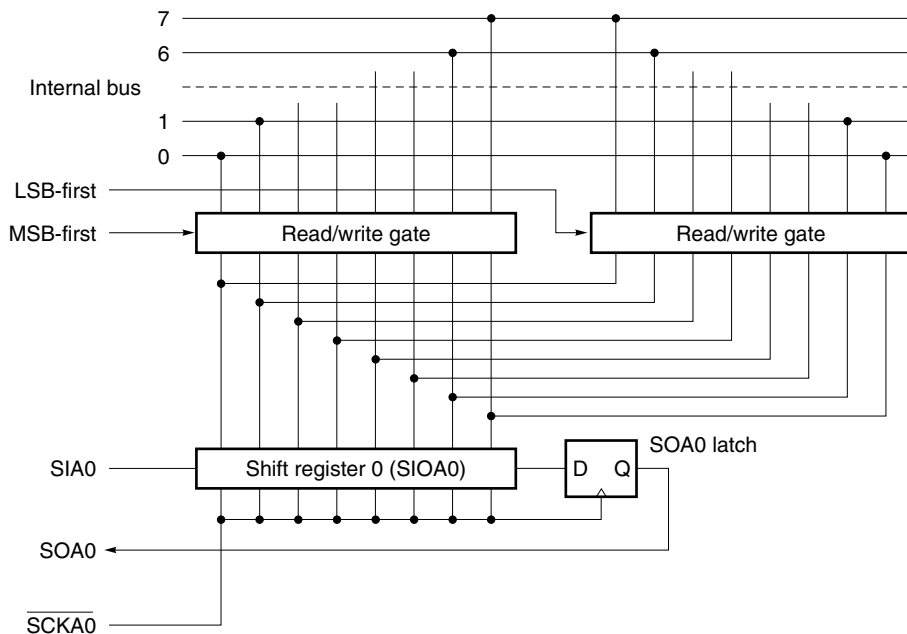 7
6
Internal bus
1
0
LSB-first
MSB-first
Read/write gate
Read/write gate
SOA0 latch
SIA0
Shift register 0 (SIOA0)
D Q
SOA0
SCKA0